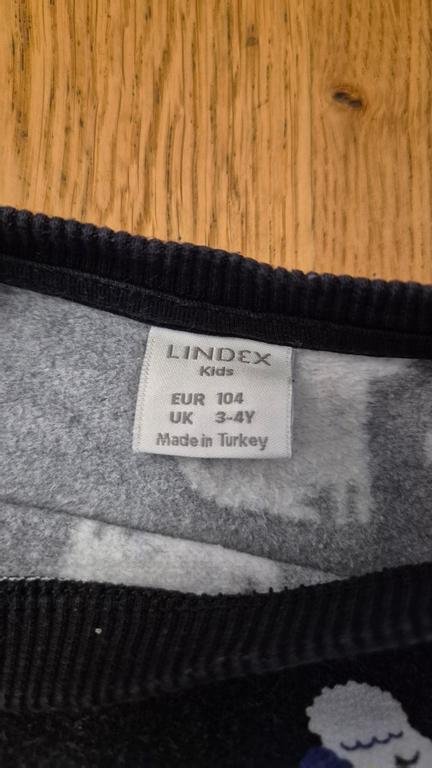 LINDEX
Kids
EUR 104
UK 3-4Y
Made in Turkey